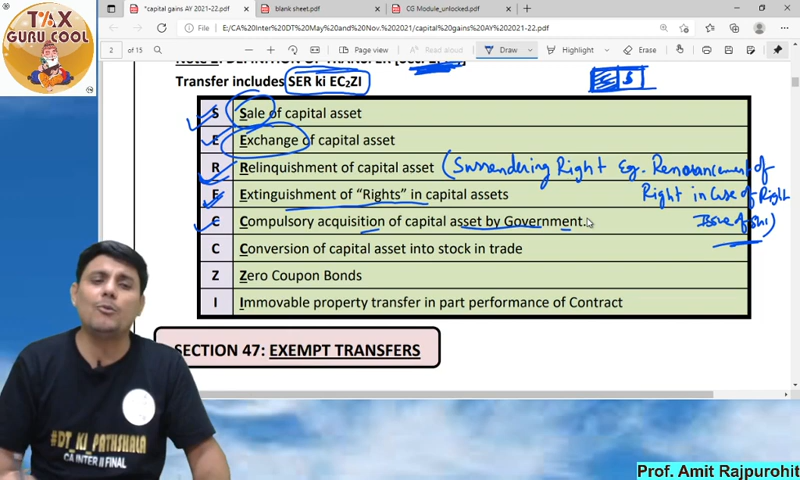 TAX
GURU COOL
*capital gains AY 2021-22.pdf
blank sheet.pdf
CG Module_unlocked.pdf
E:/CA%20Inter%20DT%20May%20and%20Nov.%202021/capital%20gains%20AY%202021-22.pdf
2 of 15
Page view
Read aloud
Draw
Highlight
Erase
Transfer includes SER ki EC₂ZI
S Sale of capital asset
E Exchange of capital asset
R Relinquishment of capital asset (Surrendering Right Eg. Renouncement of
E Extinguishment of "Rights" in capital assets Right in Case of Right
C Compulsory acquisition of capital asset by Government. Issue of
C Conversion of capital asset into stock in trade
Z Zero Coupon Bonds
I Immovable property transfer in part performance of Contract
SECTION 47: EXEMPT TRANSFERS
#DT_KI_PATHSHALA
CA INTER II FINAL
Prof. Amit Rajpurohit